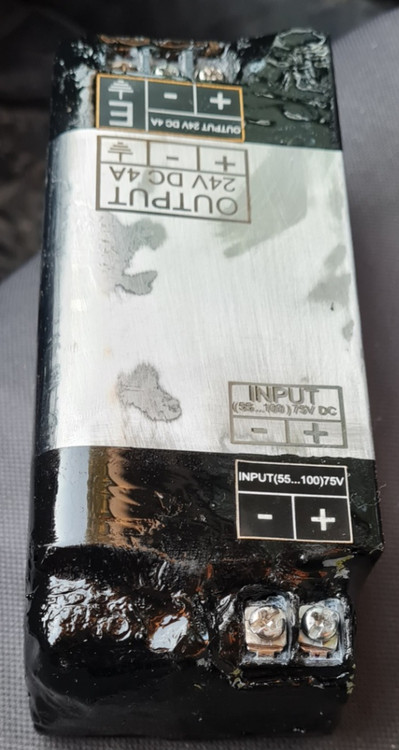 E - +
OUTPUT 24V DC 4A
- +
24V DC 4A
OUTPUT
INPUT
(55...100)75V DC
- +
INPUT(55...100)75V
- +